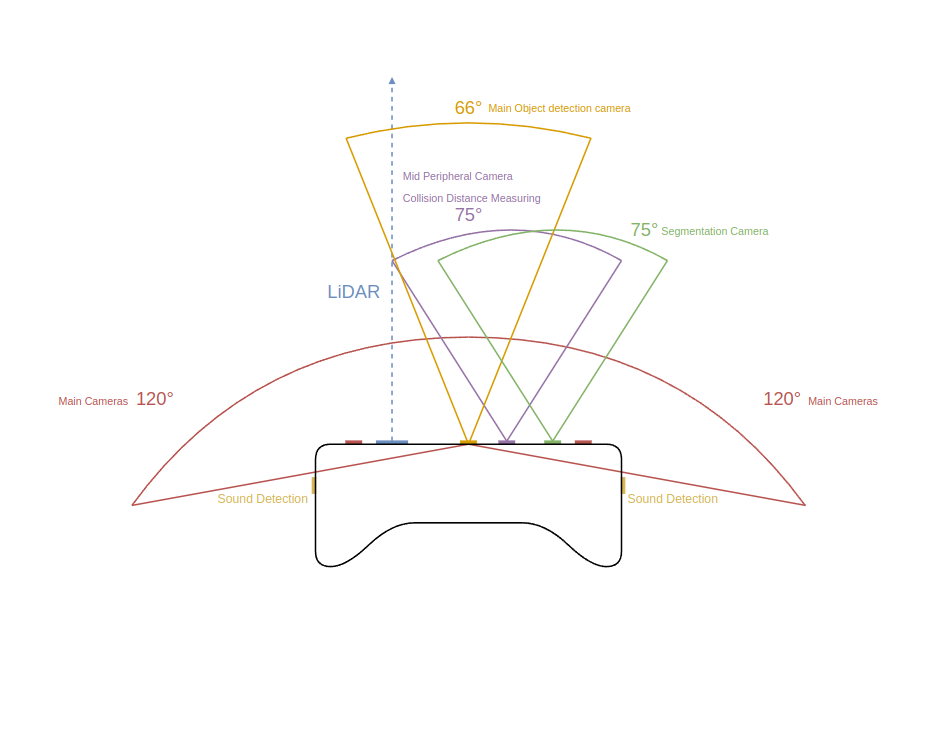 66° Main Object detection camera
Mid Peripheral Camera
Collision Distance Measuring
75°
75° Segmentation Camera
LiDAR
Main Cameras 120°
120° Main Cameras
Sound Detection
Sound Detection